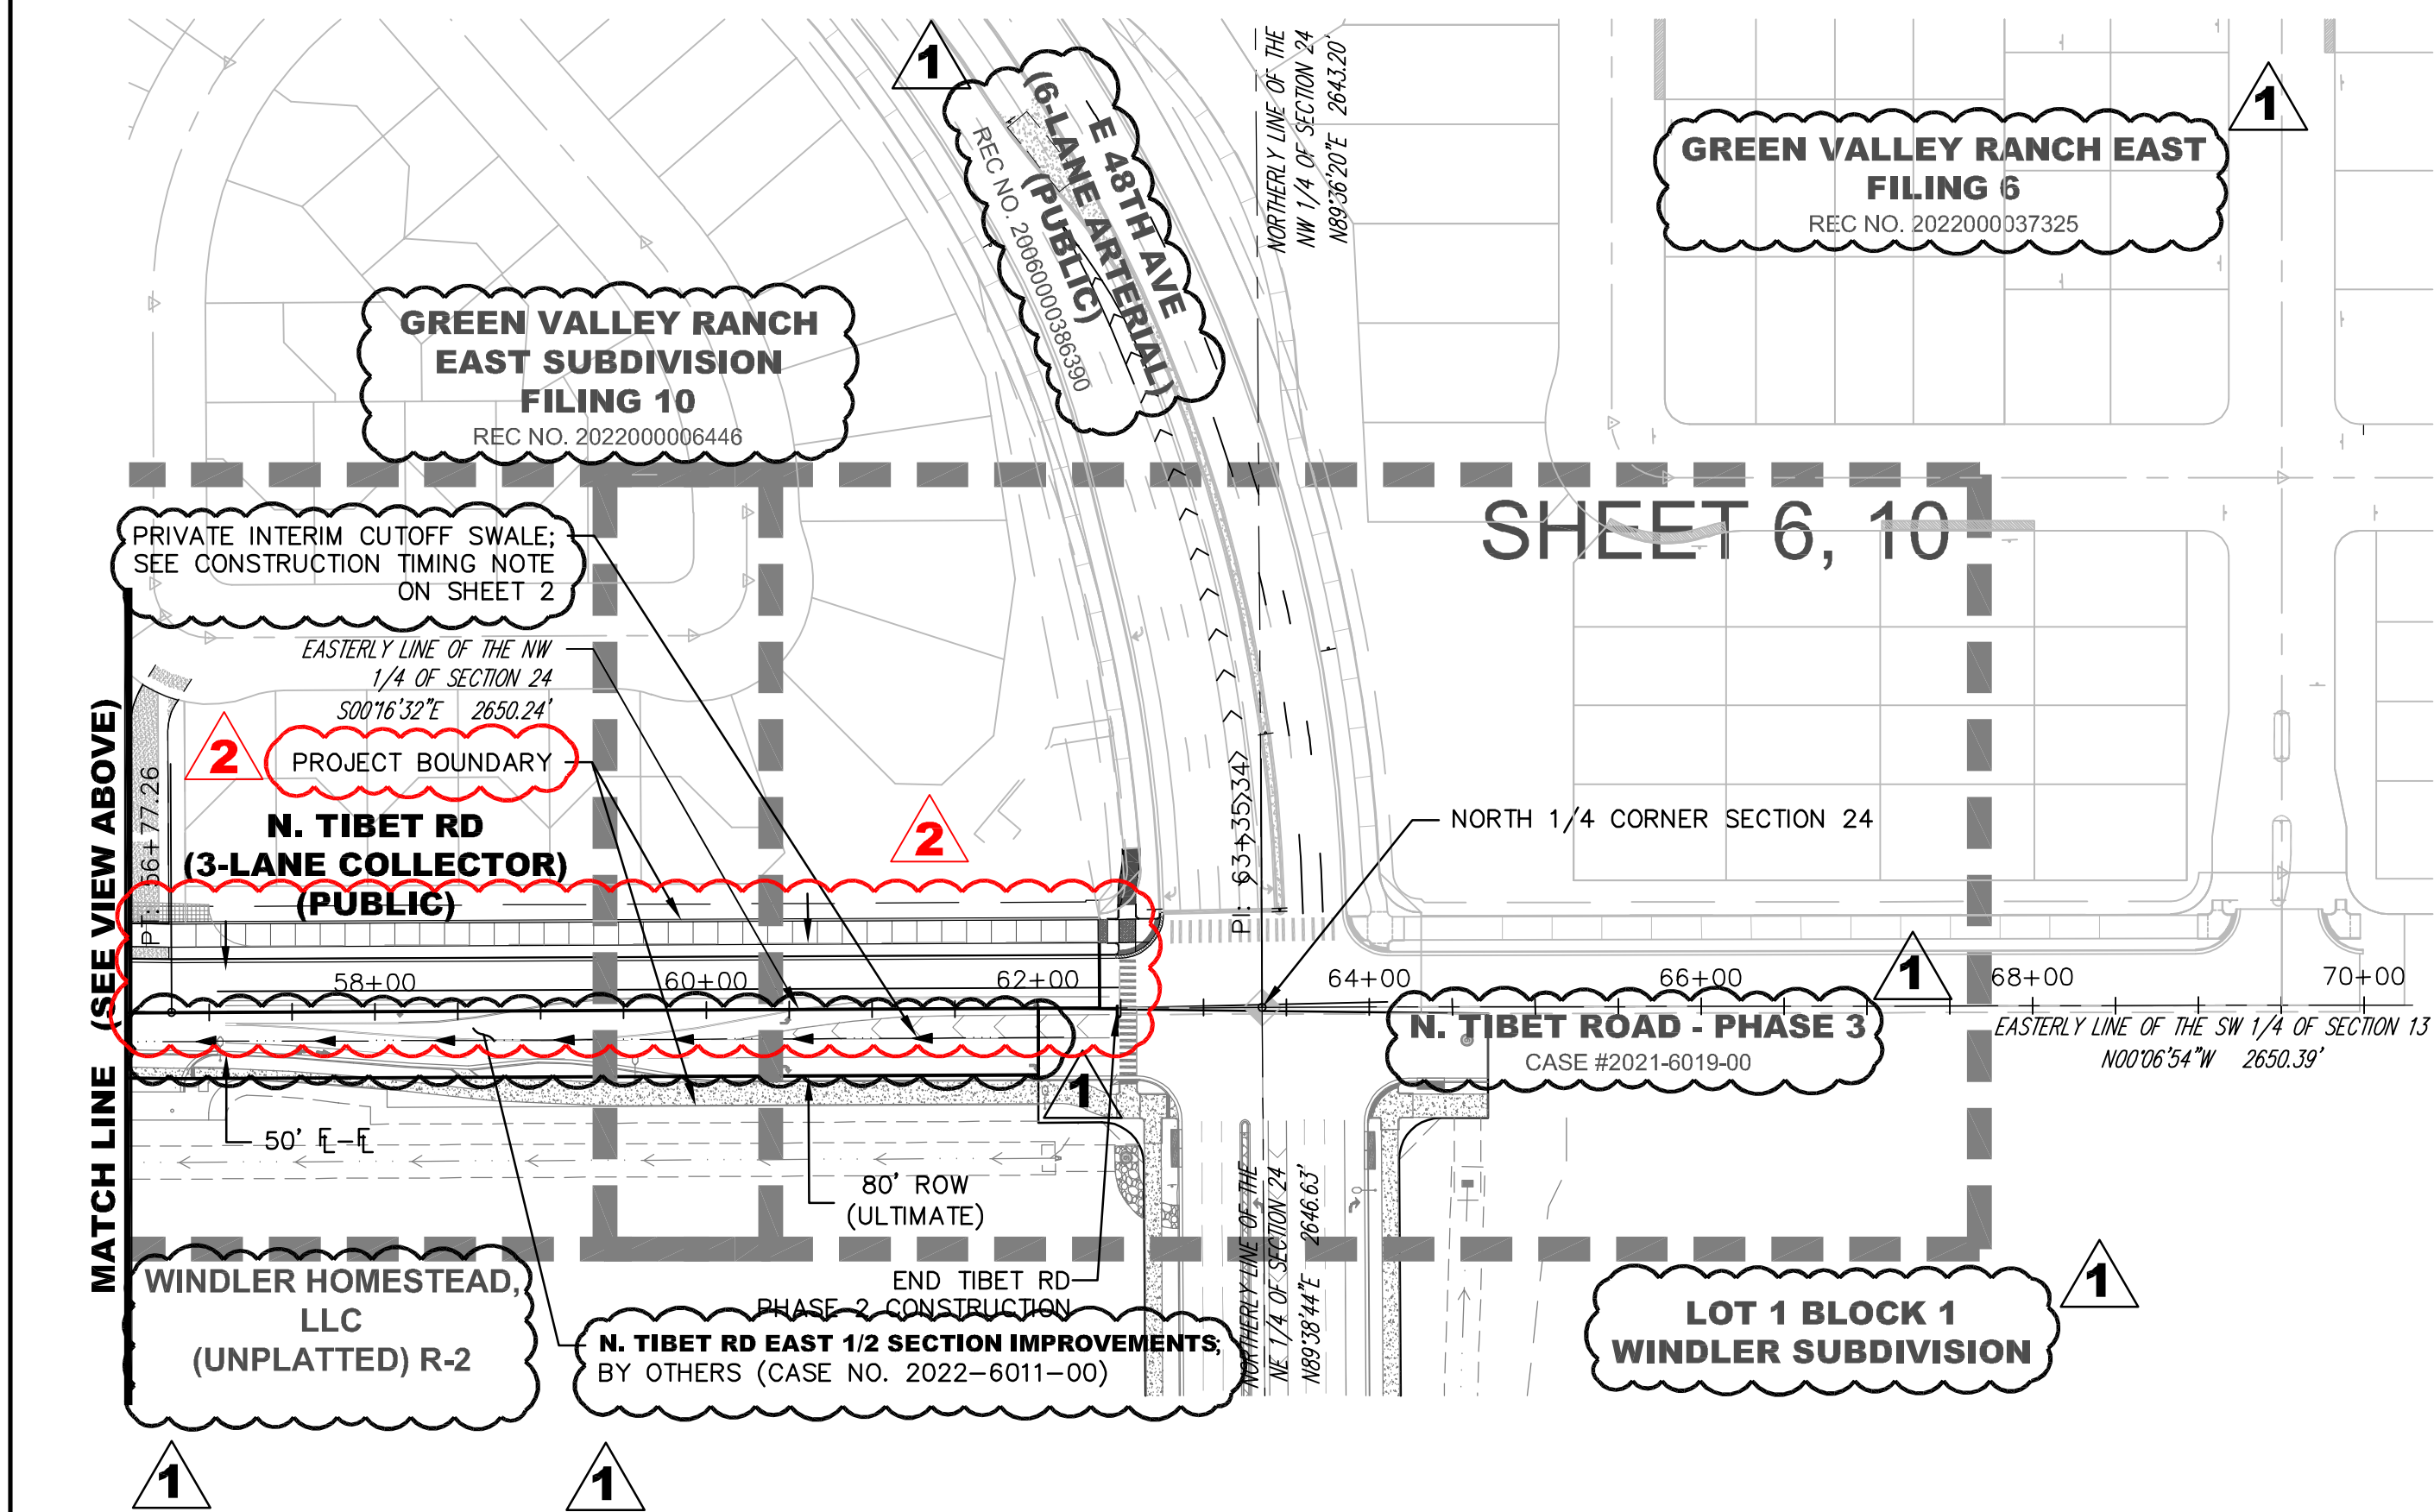 1
NORTHERLY LINE OF THE
NW 1/4 OF SECTION 24
N89°36'20"E 2643.20'
E 48TH AVE
(6-LANE ARTERIAL)
(PUBLIC)
REC NO. 2006000386390
1
GREEN VALLEY RANCH EAST
FILING 6
REC NO. 2022000037325
GREEN VALLEY RANCH
EAST SUBDIVISION
FILING 10
REC NO. 2022000006446
SHEET 6, 10
PRIVATE INTERIM CUTOFF SWALE;
SEE CONSTRUCTION TIMING NOTE
ON SHEET 2
EASTERLY LINE OF THE NW
1/4 OF SECTION 24
S00°16'32"E 2650.24'
2
PROJECT BOUNDARY
MATCH LINE (SEE VIEW ABOVE)
PT: 56+77.26
N. TIBET RD
(3-LANE COLLECTOR)
(PUBLIC)
2
PI: 63+35.34
NORTH 1/4 CORNER SECTION 24
58+00
60+00
62+00
64+00
66+00
1
68+00
70+00
N. TIBET ROAD - PHASE 3
CASE #2021-6019-00
EASTERLY LINE OF THE SW 1/4 OF SECTION 13
N00°06'54"W 2650.39'
1
50' FL-FL
80' ROW
(ULTIMATE)
NORTHERLY LINE OF THE
NE 1/4 OF SECTION 24
N89°38'44"E 2646.63'
END TIBET RD
PHASE 2 CONSTRUCTION
WINDLER HOMESTEAD,
LLC
(UNPLATTED) R-2
N. TIBET RD EAST 1/2 SECTION IMPROVEMENTS;
BY OTHERS (CASE NO. 2022-6011-00)
1
LOT 1 BLOCK 1
WINDLER SUBDIVISION
1
1